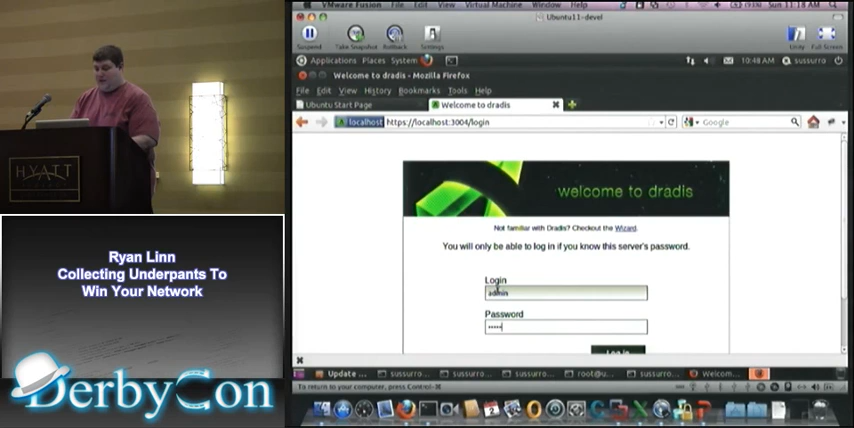 HYATT
Ryan Linn
Collecting Underpants To
Win Your Network
DerbyCon
VMware Fusion File Edit View Virtual Machine Window Help
Sun 11:18 AM
Ubuntu11-devel
Suspend Take Snapshot Rollback Settings Unity Full Screen
Applications Places System
10:48 AM sussurro
Welcome to dradis - Mozilla Firefox
File Edit View History Bookmarks Tools Help
Ubuntu Start Page
Welcome to dradis
localhost https://localhost:3004/login
Google
welcome to dradis
Not familiar with Dradis? Checkout the Wizard.
You will only be able to log in if you know this server's password.
Login
admin
Password
•••••
Log in
Update ... sussurro... sussurro... root@u... sussurro... Welcom...
To return to your computer, press Control-⌘